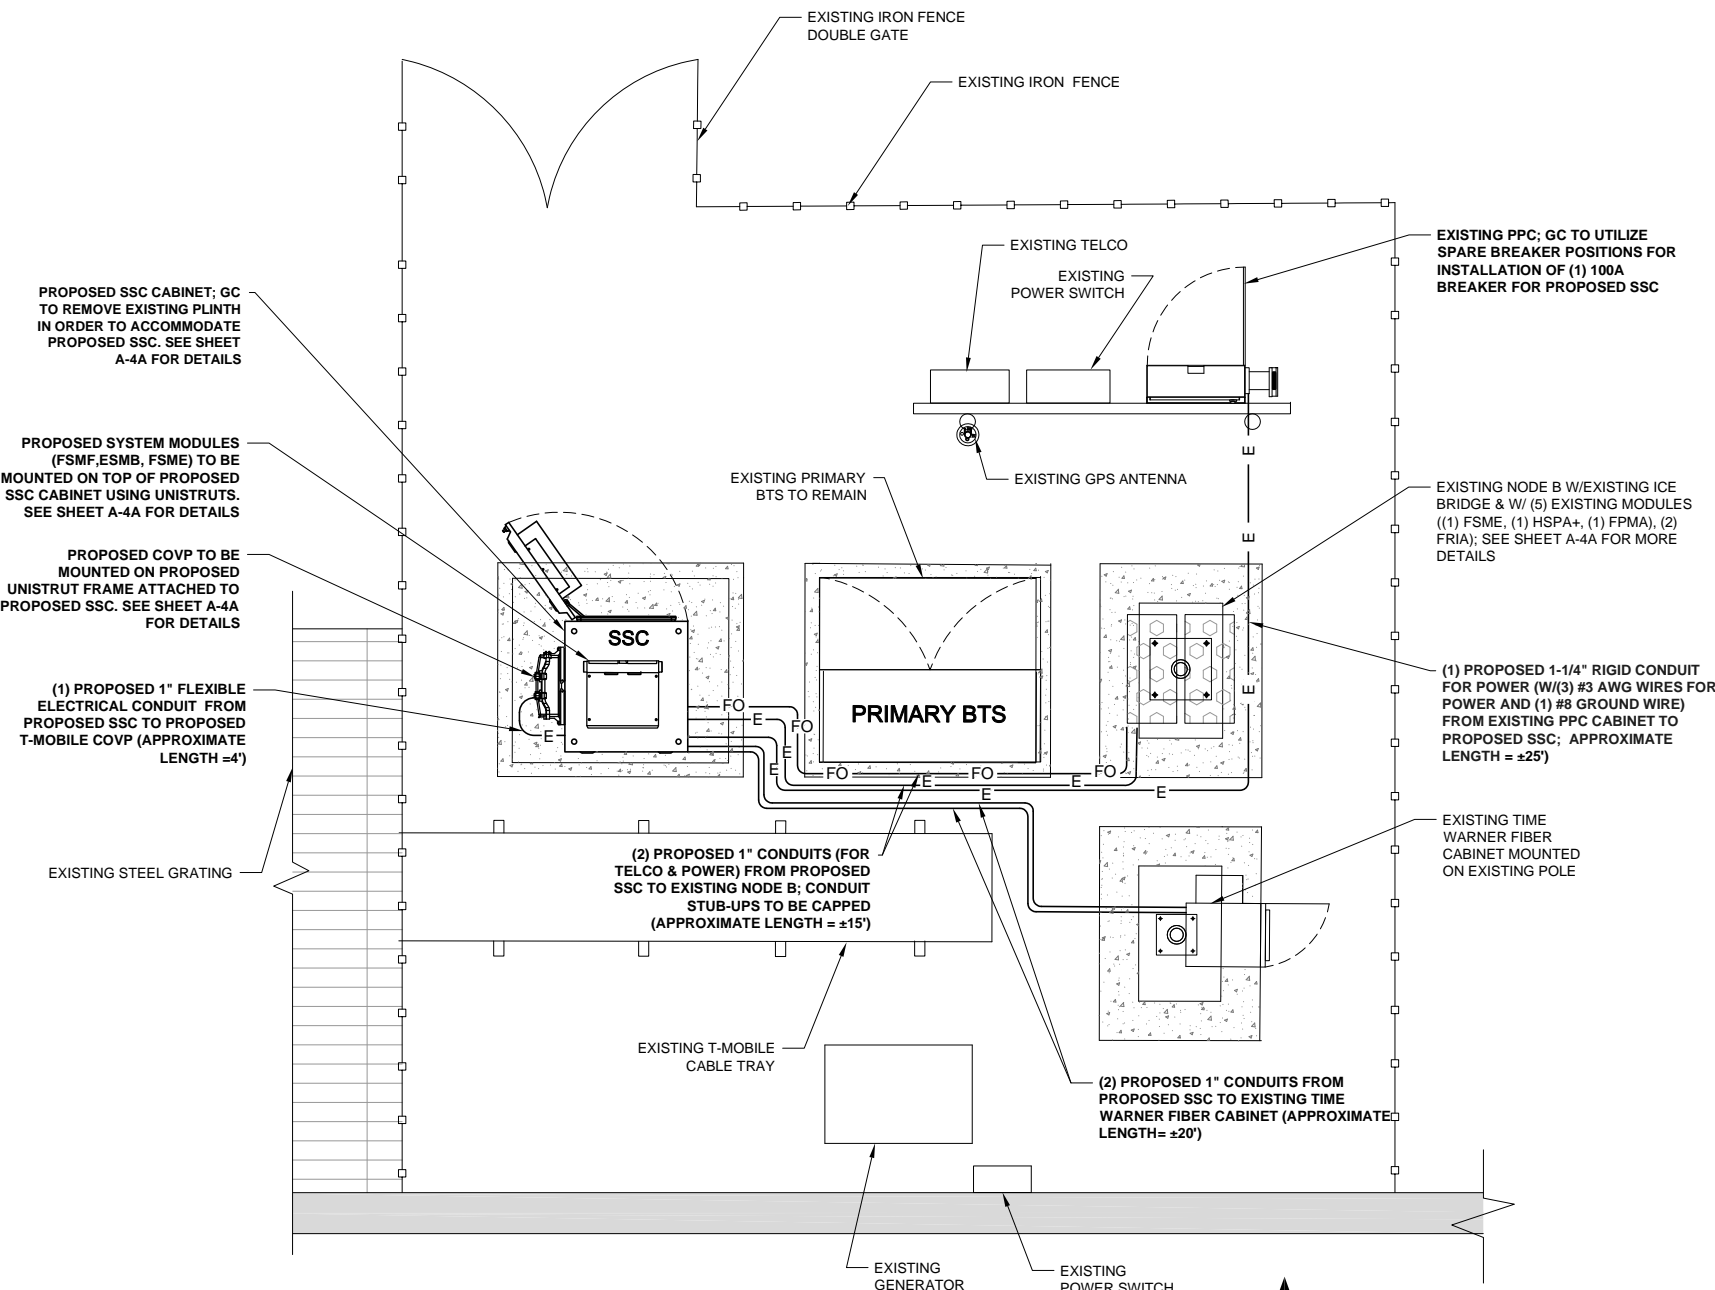 EXISTING IRON FENCE
DOUBLE GATE
EXISTING IRON  FENCE
EXISTING TELCO
EXISTING
POWER SWITCH
EXISTING PPC; GC TO UTILIZE
SPARE BREAKER POSITIONS FOR
INSTALLATION OF (1) 100A
BREAKER FOR PROPOSED SSC
PROPOSED SSC CABINET; GC
TO REMOVE EXISTING PLINTH
IN ORDER TO ACCOMMODATE
PROPOSED SSC. SEE SHEET
A-4A FOR DETAILS
PROPOSED SYSTEM MODULES
(FSMF,ESMB, FSME) TO BE
MOUNTED ON TOP OF PROPOSED
SSC CABINET USING UNISTRUTS.
SEE SHEET A-4A FOR DETAILS
EXISTING PRIMARY
BTS TO REMAIN
EXISTING GPS ANTENNA
EXISTING NODE B W/EXISTING ICE
BRIDGE & W/ (5) EXISTING MODULES
((1) FSME, (1) HSPA+, (1) FPMA), (2)
FRIA); SEE SHEET A-4A FOR MORE
DETAILS
PROPOSED COVP TO BE
MOUNTED ON PROPOSED
UNISTRUT FRAME ATTACHED TO
PROPOSED SSC. SEE SHEET A-4A
FOR DETAILS
E
E
E
SSC
PRIMARY BTS
(1) PROPOSED 1" FLEXIBLE
ELECTRICAL CONDUIT  FROM
PROPOSED SSC TO PROPOSED
T-MOBILE COVP (APPROXIMATE
LENGTH =4')
(1) PROPOSED 1-1/4" RIGID CONDUIT
FOR POWER (W/(3) #3 AWG WIRES FOR
POWER AND (1) #8 GROUND WIRE)
FROM EXISTING PPC CABINET TO
PROPOSED SSC;  APPROXIMATE
LENGTH = ±25')
FO
E
FO
E
E
E
FO
E
FO
E
FO
E
E
EXISTING STEEL GRATING
(2) PROPOSED 1" CONDUITS (FOR
TELCO & POWER) FROM PROPOSED
SSC TO EXISTING NODE B; CONDUIT
STUB-UPS TO BE CAPPED
(APPROXIMATE LENGTH = ±15')
EXISTING TIME
WARNER FIBER
CABINET MOUNTED
ON EXISTING POLE
EXISTING T-MOBILE
CABLE TRAY
(2) PROPOSED 1" CONDUITS FROM
PROPOSED SSC TO EXISTING TIME
WARNER FIBER CABINET (APPROXIMATE
LENGTH= ±20')
EXISTING
GENERATOR
EXISTING
POWER SWITCH